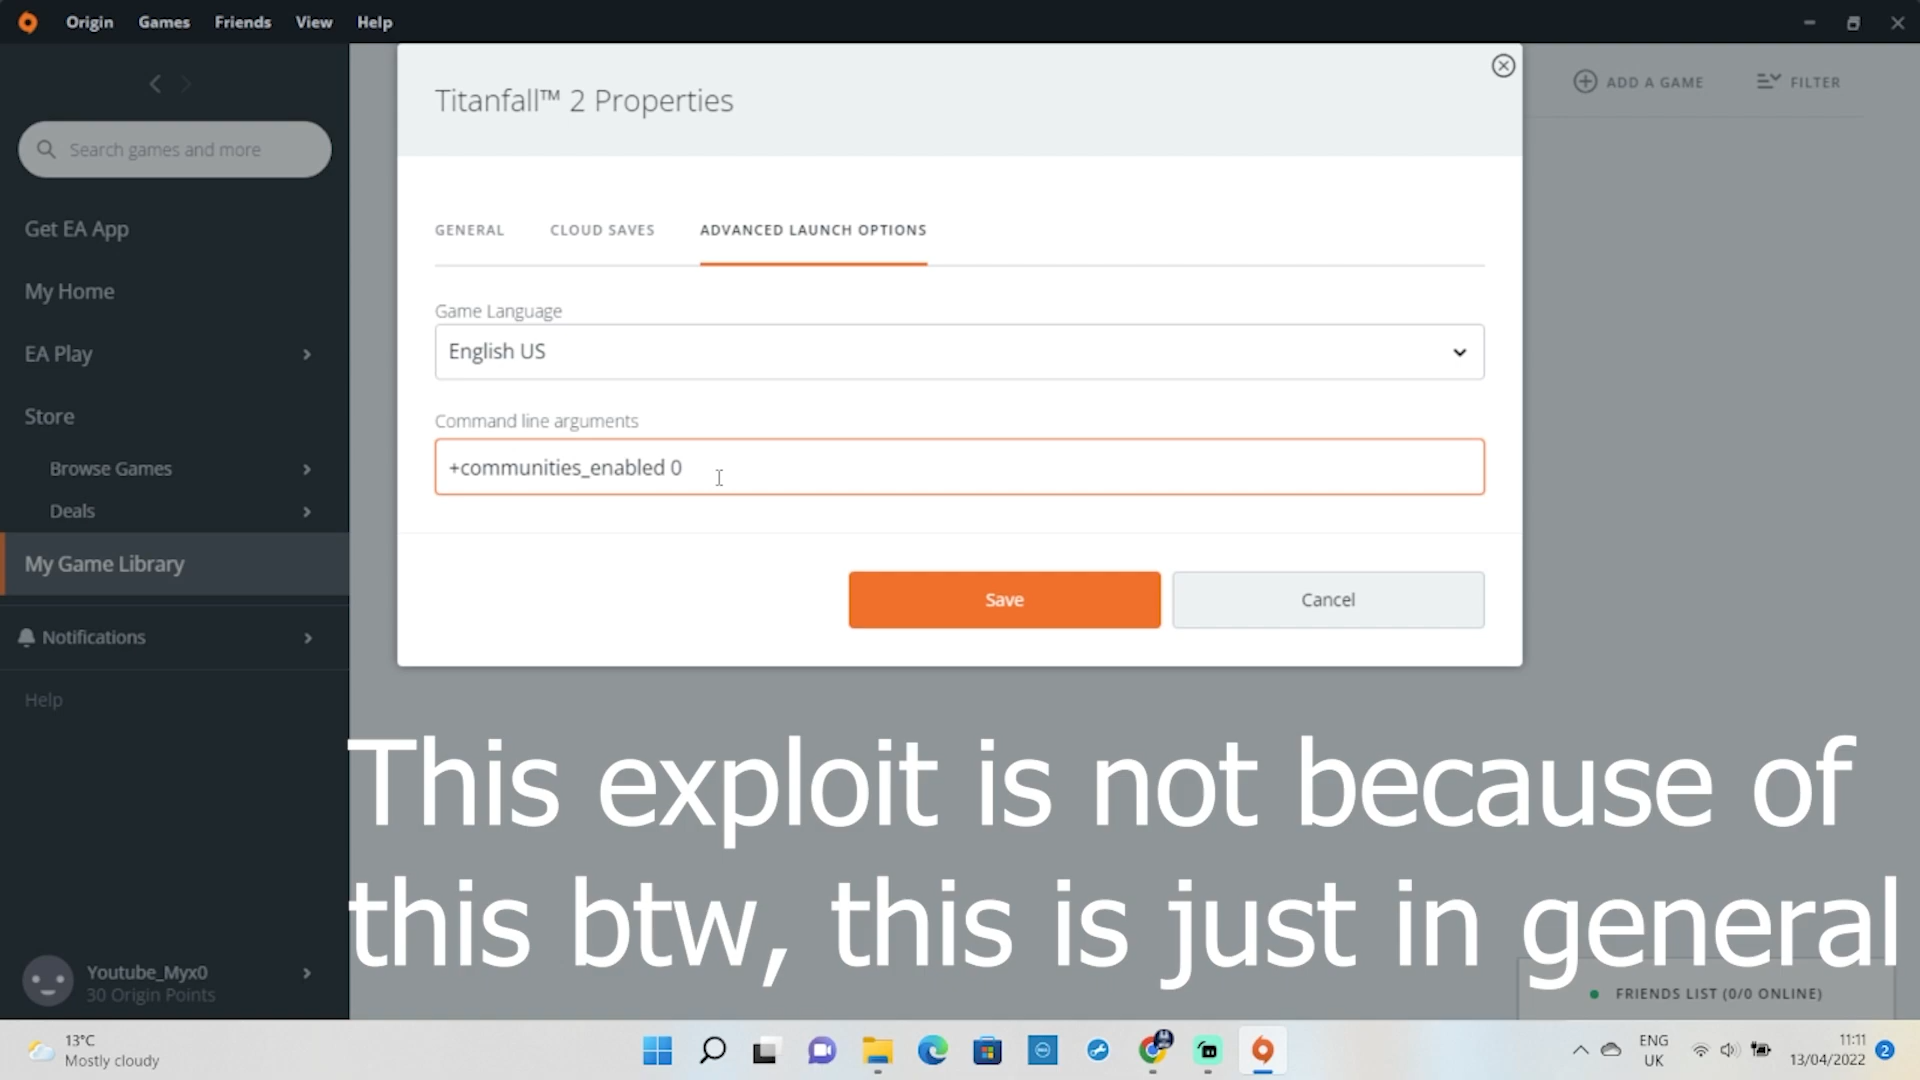 Origin Games Friends View Help
Titanfall™ 2 Properties
ADD A GAME FILTER
Search games and more
Get EA App
My Home
EA Play
Store
Browse Games
Deals
My Game Library
Notifications
Help
GENERAL CLOUD SAVES ADVANCED LAUNCH OPTIONS
Game Language
English US
Command line arguments
+communities_enabled 0
Save Cancel
This exploit is not because of
this btw, this is just in general
Youtube_Myx0
30 Origin Points
FRIENDS LIST (0/0 ONLINE)
13°C
Mostly cloudy
ENG
UK
11:11
13/04/2022
2